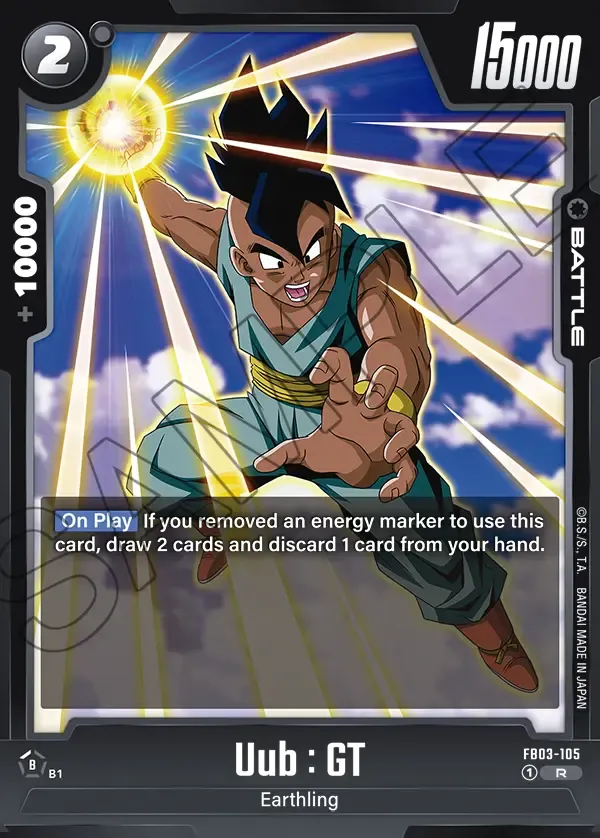 2
15000
+ 10000
BATTLE
SAMPLE
On Play If you removed an energy marker to use this
card, draw 2 cards and discard 1 card from your hand.
©B.S./S., T.A. BANDAI MADE IN JAPAN
B
B1
Uub : GT
FB03-105
1 R
Earthling